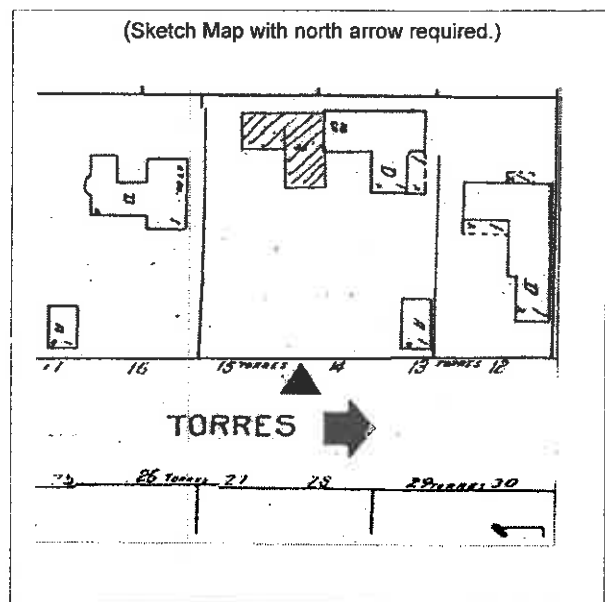 (Sketch Map with north arrow required.)
D
D
D
16
15 TORRES 14
13 TORRES 12
TORRES
26 TORRES 27
28
29 TORRES 30